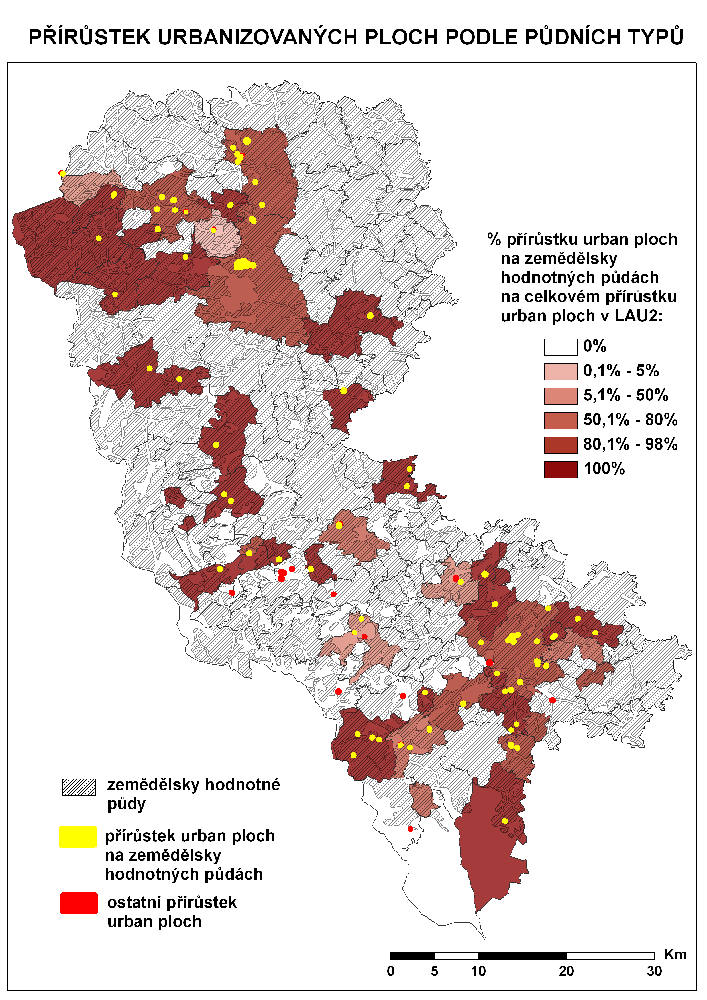 PŘÍRŮSTEK URBANIZOVANÝCH PLOCH PODLE PŮDNÍCH TYPŮ
% přírůstku urban ploch
na zemědělsky
hodnotných půdách
na celkovém přírůstku
urban ploch v LAU2:
0%
0,1% - 5%
5,1% - 50%
50,1% - 80%
80,1% - 98%
100%
zemědělsky hodnotné
půdy
přírůstek urban ploch
na zemědělsky
hodnotných půdách
ostatní přírůstek
urban ploch
Km
0 5 10 20 30